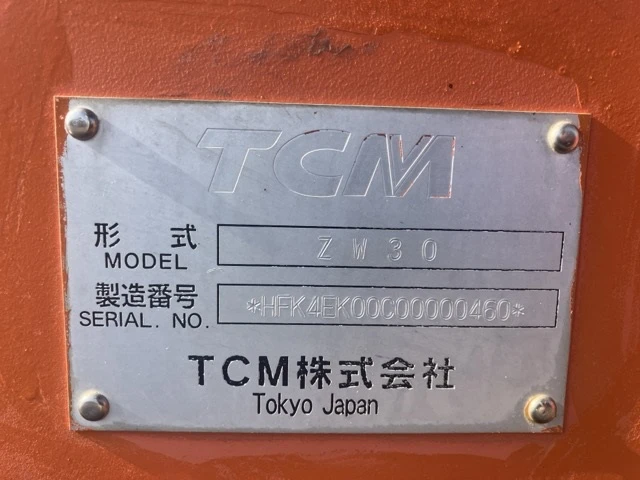 TCM
形式 ZW30
MODEL
製造番号 *HFK4EK00C00000460*
SERIAL. NO.
TCM株式会社
Tokyo Japan